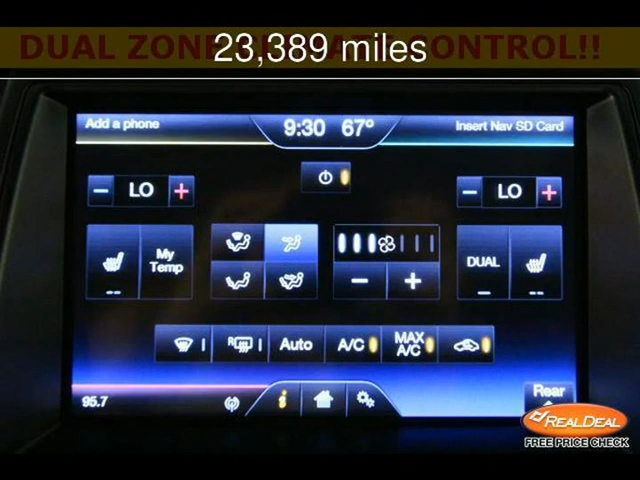 DUAL ZONE CLIMATE CONTROL!!
23,389 miles
Add a phone
9:30 67°
Insert Nav SD Card
− LO +
− LO +
My Temp
DUAL
− +
R
Auto
A/C
MAX A/C
95.7
i
Rear
REALDEAL
FREE PRICE CHECK